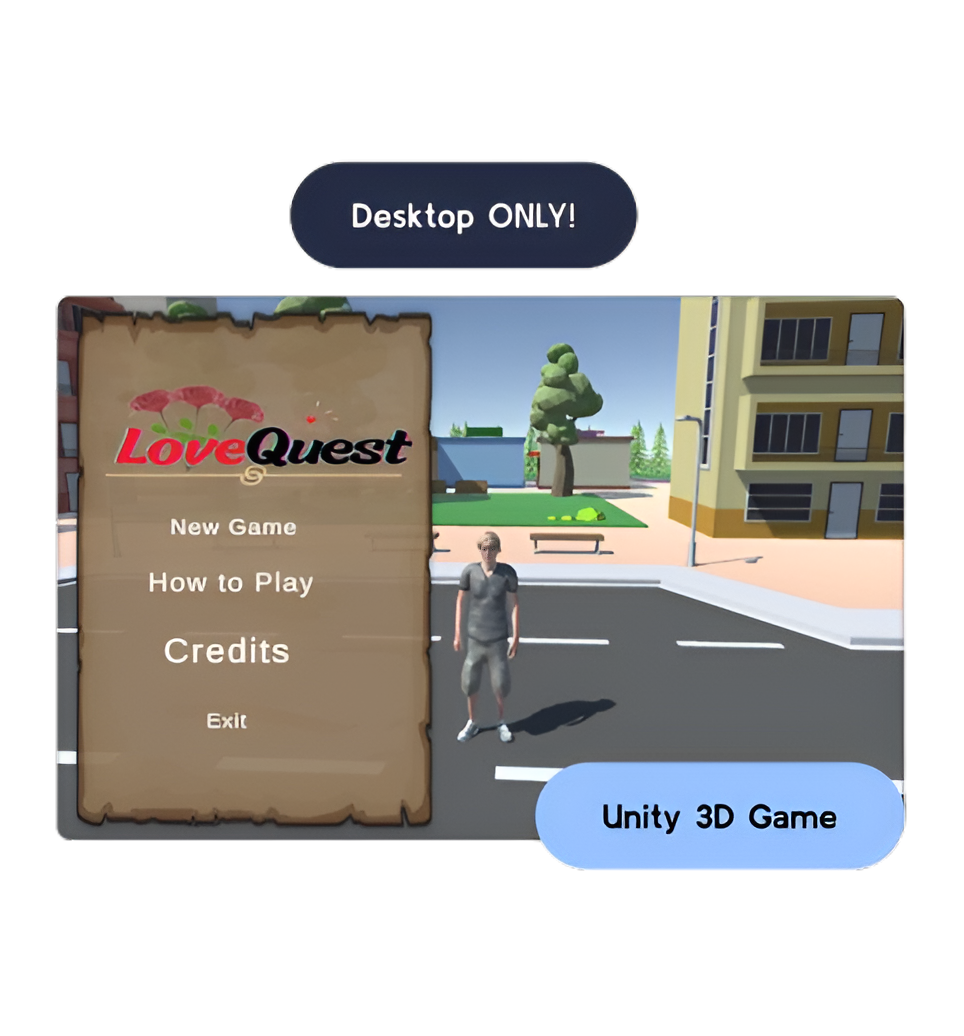 Desktop ONLY!
LoveQuest
New Game
How to Play
Credits
Exit
Unity 3D Game